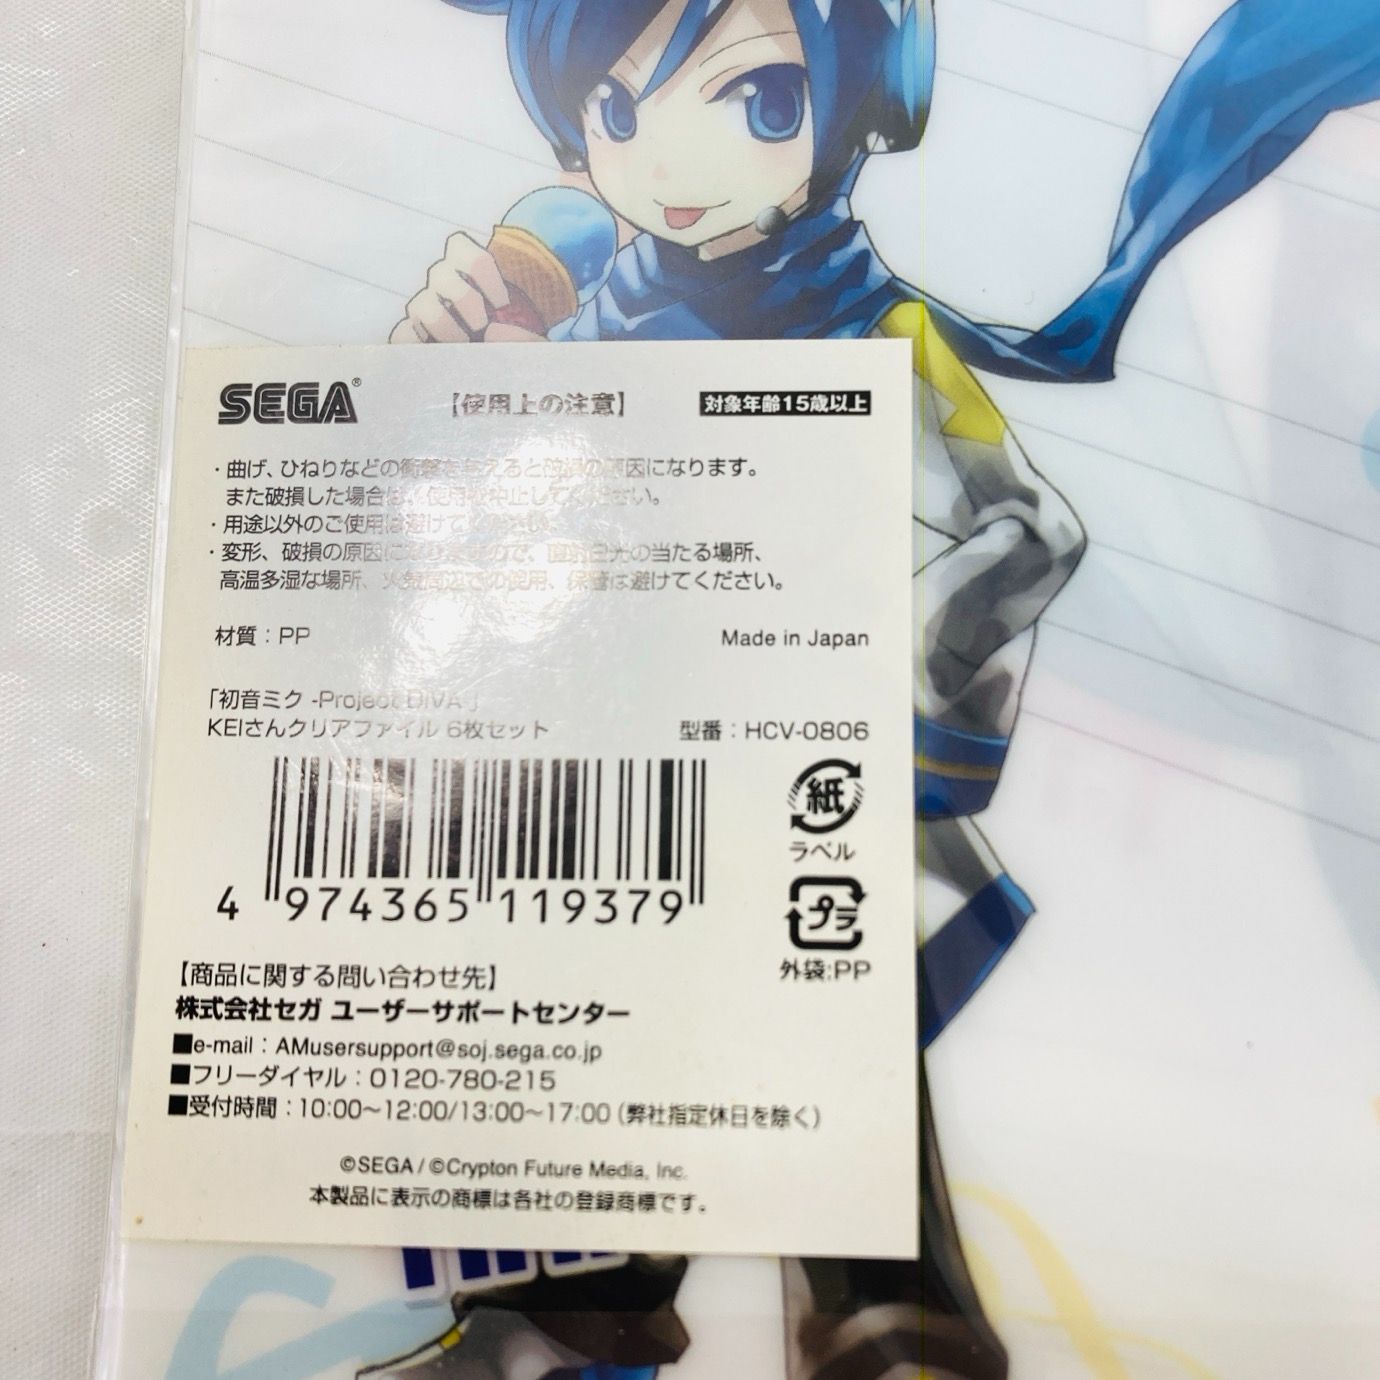 SEGA®
【使用上の注意】
対象年齢15歳以上
・曲げ、ひねりなどの衝撃を与えると破損の原因になります。
また破損した場合は、使用を中止してください。
・用途以外のご使用は避けてください。
・変形、破損の原因になりますので、直射日光の当たる場所、
高温多湿な場所、火気周辺での使用、保管は避けてください。
材質：PP
Made in Japan
「初音ミク -Project DIVA-」
KEIさんクリアファイル 6枚セット
型番：HCV-0806
紙
ラベル
プラ
外袋:PP
4 974365 119379
【商品に関する問い合わせ先】
株式会社セガ ユーザーサポートセンター
■e-mail：AMusersupport@soj.sega.co.jp
■フリーダイヤル：0120-780-215
■受付時間：10:00～12:00/13:00～17:00（弊社指定休日を除く）
©SEGA / ©Crypton Future Media, Inc.
本製品に表示の商標は各社の登録商標です。